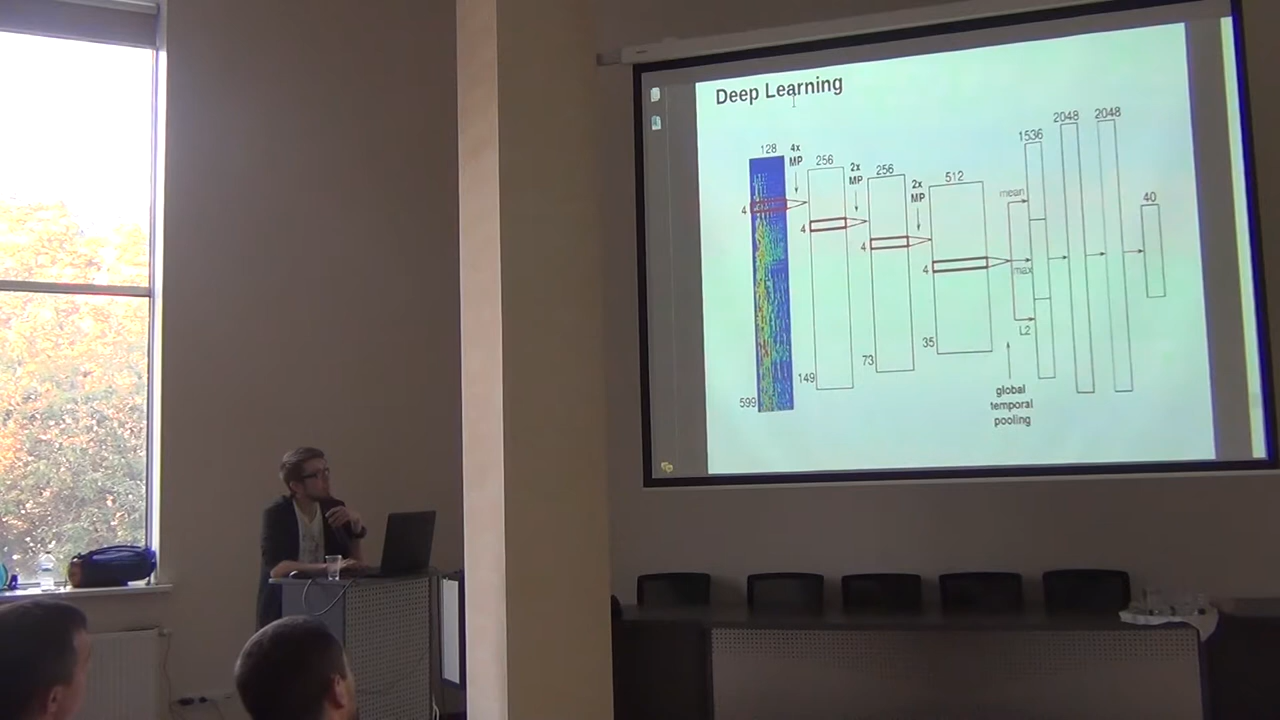 Deep Learning
128
4x
MP
256
2x
MP
256
2x
MP
512
1536
2048
2048
40
4
4
4
4
mean
max
L2
599
149
73
35
global
temporal
pooling